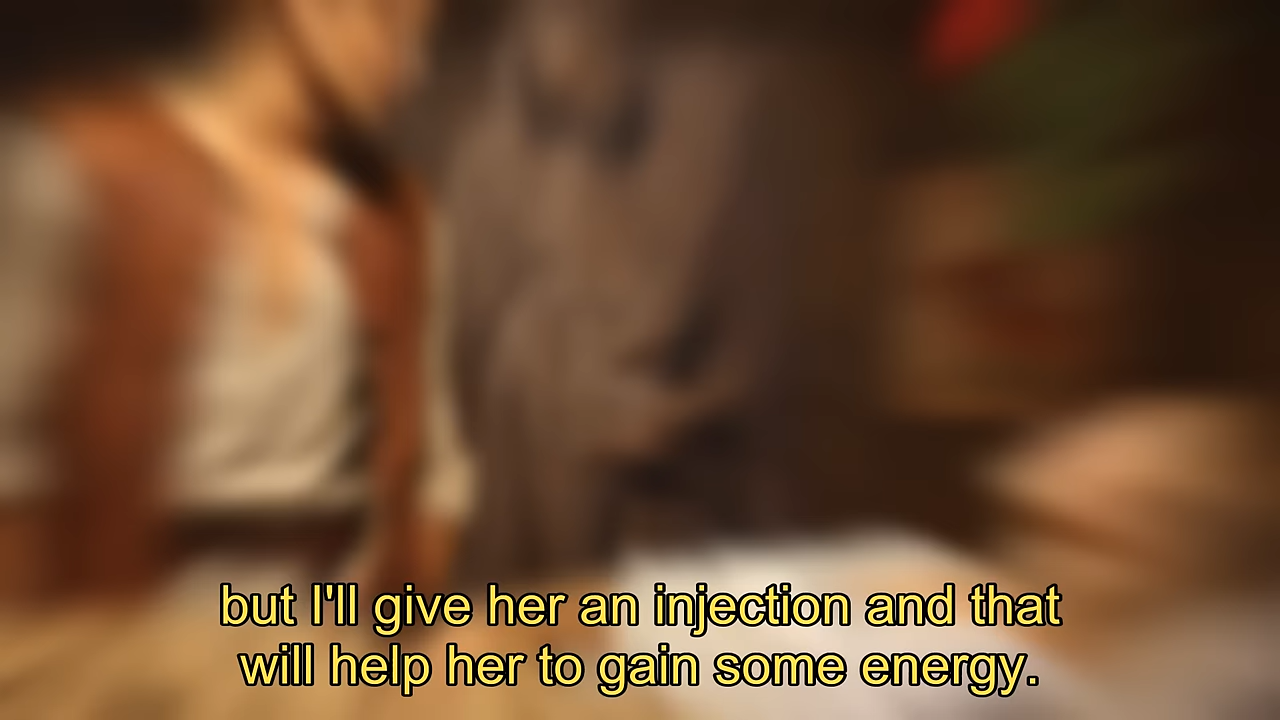 but I'll give her an injection and that
will help her to gain some energy.